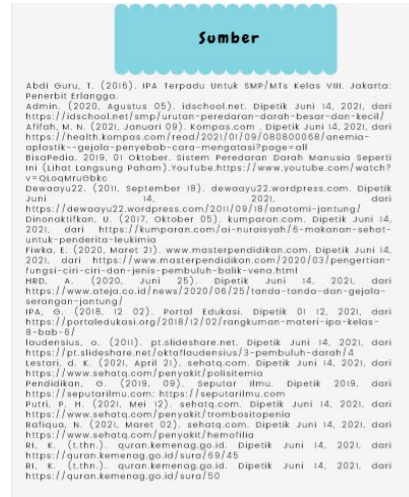 Sumber
Abdi Guru, T. (2016). IPA Terpadu Untuk SMP/MTs Kelas VIII. Jakarta:
Penerbit Erlangga.
Admin. (2020, Agustus 05). idschool.net. Dipetik Juni 14, 2021, dari
https://idschool.net/smp/urutan-peredaran-darah-besar-dan-kecil/
Afifah, M. N. (2021, Januari 09). Kompas.com . Dipetik Juni 14, 2021, dari
https://health.kompas.com/read/2021/01/09/080800068/anemia-
aplastik--gejala-penyebab-cara-mengatasi?page=all
BisaPedia. 2019, 01 Oktober. Sistem Peredaran Darah Manusia Seperti
Ini (Lihat Langsung Paham).YouTube.https://www.youtube.com/watch?
v=QLoqMruGbkc
Dewaayu22. (2011, September 18). dewaayu22.wordpress.com. Dipetik
Juni 14, 2021, dari
https://dewaayu22.wordpress.com/2011/09/18/anatomi-jantung/
Dinonaktifkan, U. (2017, Oktober 05). kumparan.com. Dipetik Juni 14,
2021, dari https://kumparan.com/ai-nuraisyah/6-makanan-sehat-
untuk-penderita-leukimia
Fiwka, E. (2020, Maret 21). www.masterpendidikan.com. Dipetik Juni 14,
2021, dari https://www.masterpendidikan.com/2020/03/pengertian-
fungsi-ciri-ciri-dan-jenis-pembuluh-balik-vena.html
HRD, A. (2020, Juni 25). Dipetik Juni 14, 2021, dari
https://www.ateja.co.id/news/2020/06/25/tanda-tanda-dan-gejala-
serangan-jantung/
IPA, G. (2018, 12 02). Portal Edukasi. Dipetik 01 12, 2021, dari
https://portaledukasi.org/2018/12/02/rangkuman-materi-ipa-kelas-
8-bab-6/
laudensius, o. (2011). pt.slideshare.net. Dipetik Juni 14, 2021, dari
https://pt.slideshare.net/oktaflaudensius/3-pembuluh-darah/4
Lestari, d. K. (2021, April 21). sehatq.com. Dipetik Juni 14, 2021, dari
https://www.sehatq.com/penyakit/polisitemia
Pendidikan, G. (2019, 09). Seputar Ilmu. Dipetik 2019, dari
https://seputarilmu.com: https://seputarilmu.com
Putri, P. H. (2021, Mei 12). sehatq.com. Dipetik Juni 14, 2021, dari
https://www.sehatq.com/penyakit/trombositopenia
Rafiqua, N. (2021, Maret 02). sehatq.com. Dipetik Juni 14, 2021, dari
https://www.sehatq.com/penyakit/hemofilia
RI, K. (t.thn.). quran.kemenag.go.id. Dipetik Juni 14, 2021, dari
https://quran.kemenag.go.id/sura/69/45
RI, K. (t.thn.). quran.kemenag.go.id. Dipetik Juni 14, 2021, dari
https://quran.kemenag.go.id/sura/50